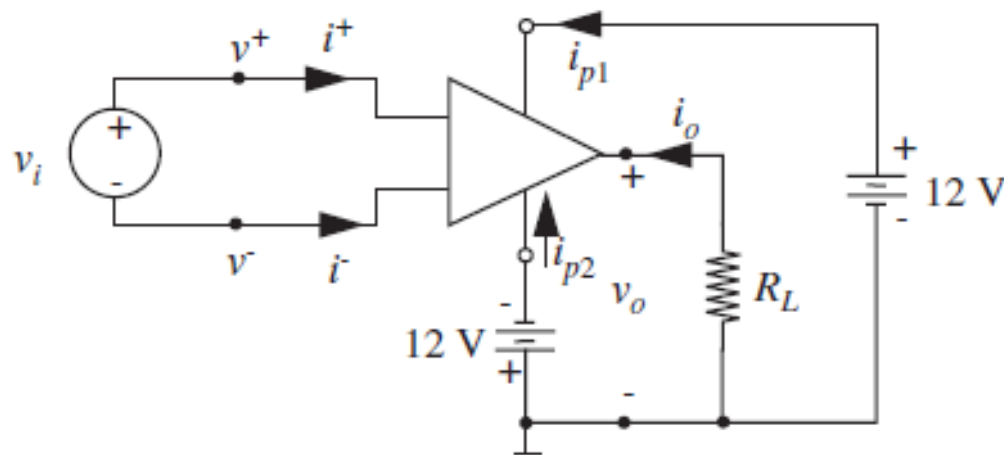 v+ i+ ip1
io
+ + +
vi 12 V
- -
v- i- ip2
- vo RL
12 V
+ -